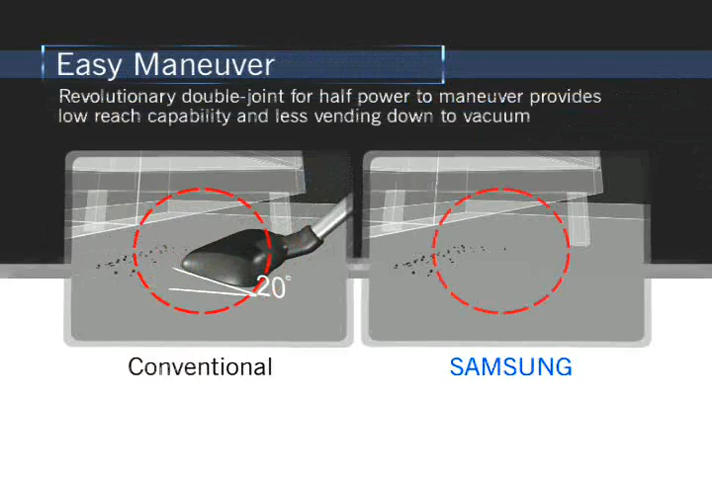 Easy Maneuver
Revolutionary double-joint for half power to maneuver provides
low reach capability and less vending down to vacuum
20°
Conventional
SAMSUNG